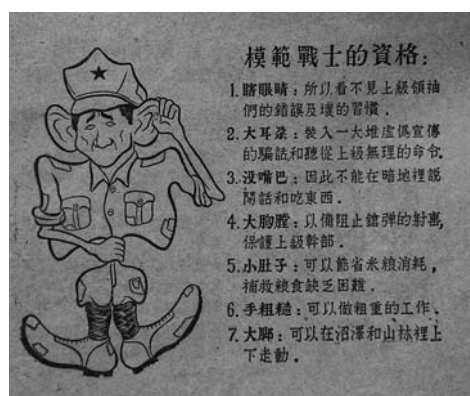 模範戰士的資格：
1. 瞎眼睛：所以看不見上級領袖
們的錯誤及壞的習慣．
2. 大耳朵：裝入一大堆虛偽宣傳
的騙話和聽從上級無理的命令．
3. 没嘴巴：因此不能在暗地裡説
閒話和吃東西．
4. 大胸膛：以備阻止鎗彈的射擊，
保護上級幹部．
5. 小肚子：可以節省米粮消耗，
補救粮食缺乏困難．
6. 手粗糙：可以做粗重的工作．
7. 大脚：可以在沼澤和山林裡上
下走動．